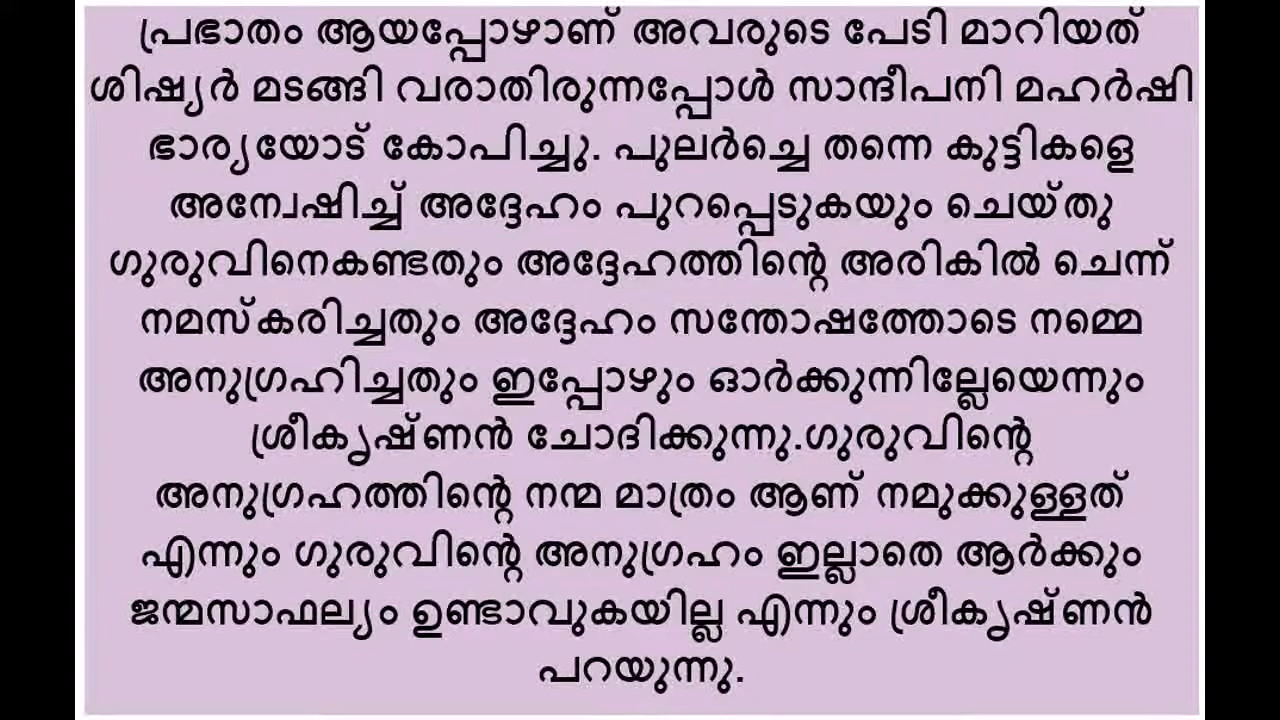 പ്രഭാതം ആയപ്പോഴാണ് അവരുടെ പേടി മാറിയത്
ശിഷ്യർ മടങ്ങി വരാതിരുന്നപ്പോൾ സാന്ദീപനി മഹർഷി
ഭാര്യയോട് കോപിച്ചു. പുലർച്ചെ തന്നെ കുട്ടികളെ
അന്വേഷിച്ച് അദ്ദേഹം പുറപ്പെടുകയും ചെയ്തു
ഗുരുവിനെകണ്ടതും അദ്ദേഹത്തിന്റെ അരികിൽ ചെന്ന്
നമസ്കരിച്ചതും അദ്ദേഹം സന്തോഷത്തോടെ നമ്മെ
അനുഗ്രഹിച്ചതും ഇപ്പോഴും ഓർക്കുന്നില്ലേയെന്നും
ശ്രീകൃഷ്ണൻ ചോദിക്കുന്നു.ഗുരുവിന്റെ
അനുഗ്രഹത്തിന്റെ നന്മ മാത്രം ആണ് നമുക്കുള്ളത്
എന്നും ഗുരുവിന്റെ അനുഗ്രഹം ഇല്ലാതെ ആർക്കും
ജന്മസാഫല്യം ഉണ്ടാവുകയില്ല എന്നും ശ്രീകൃഷ്ണൻ
പറയുന്നു.